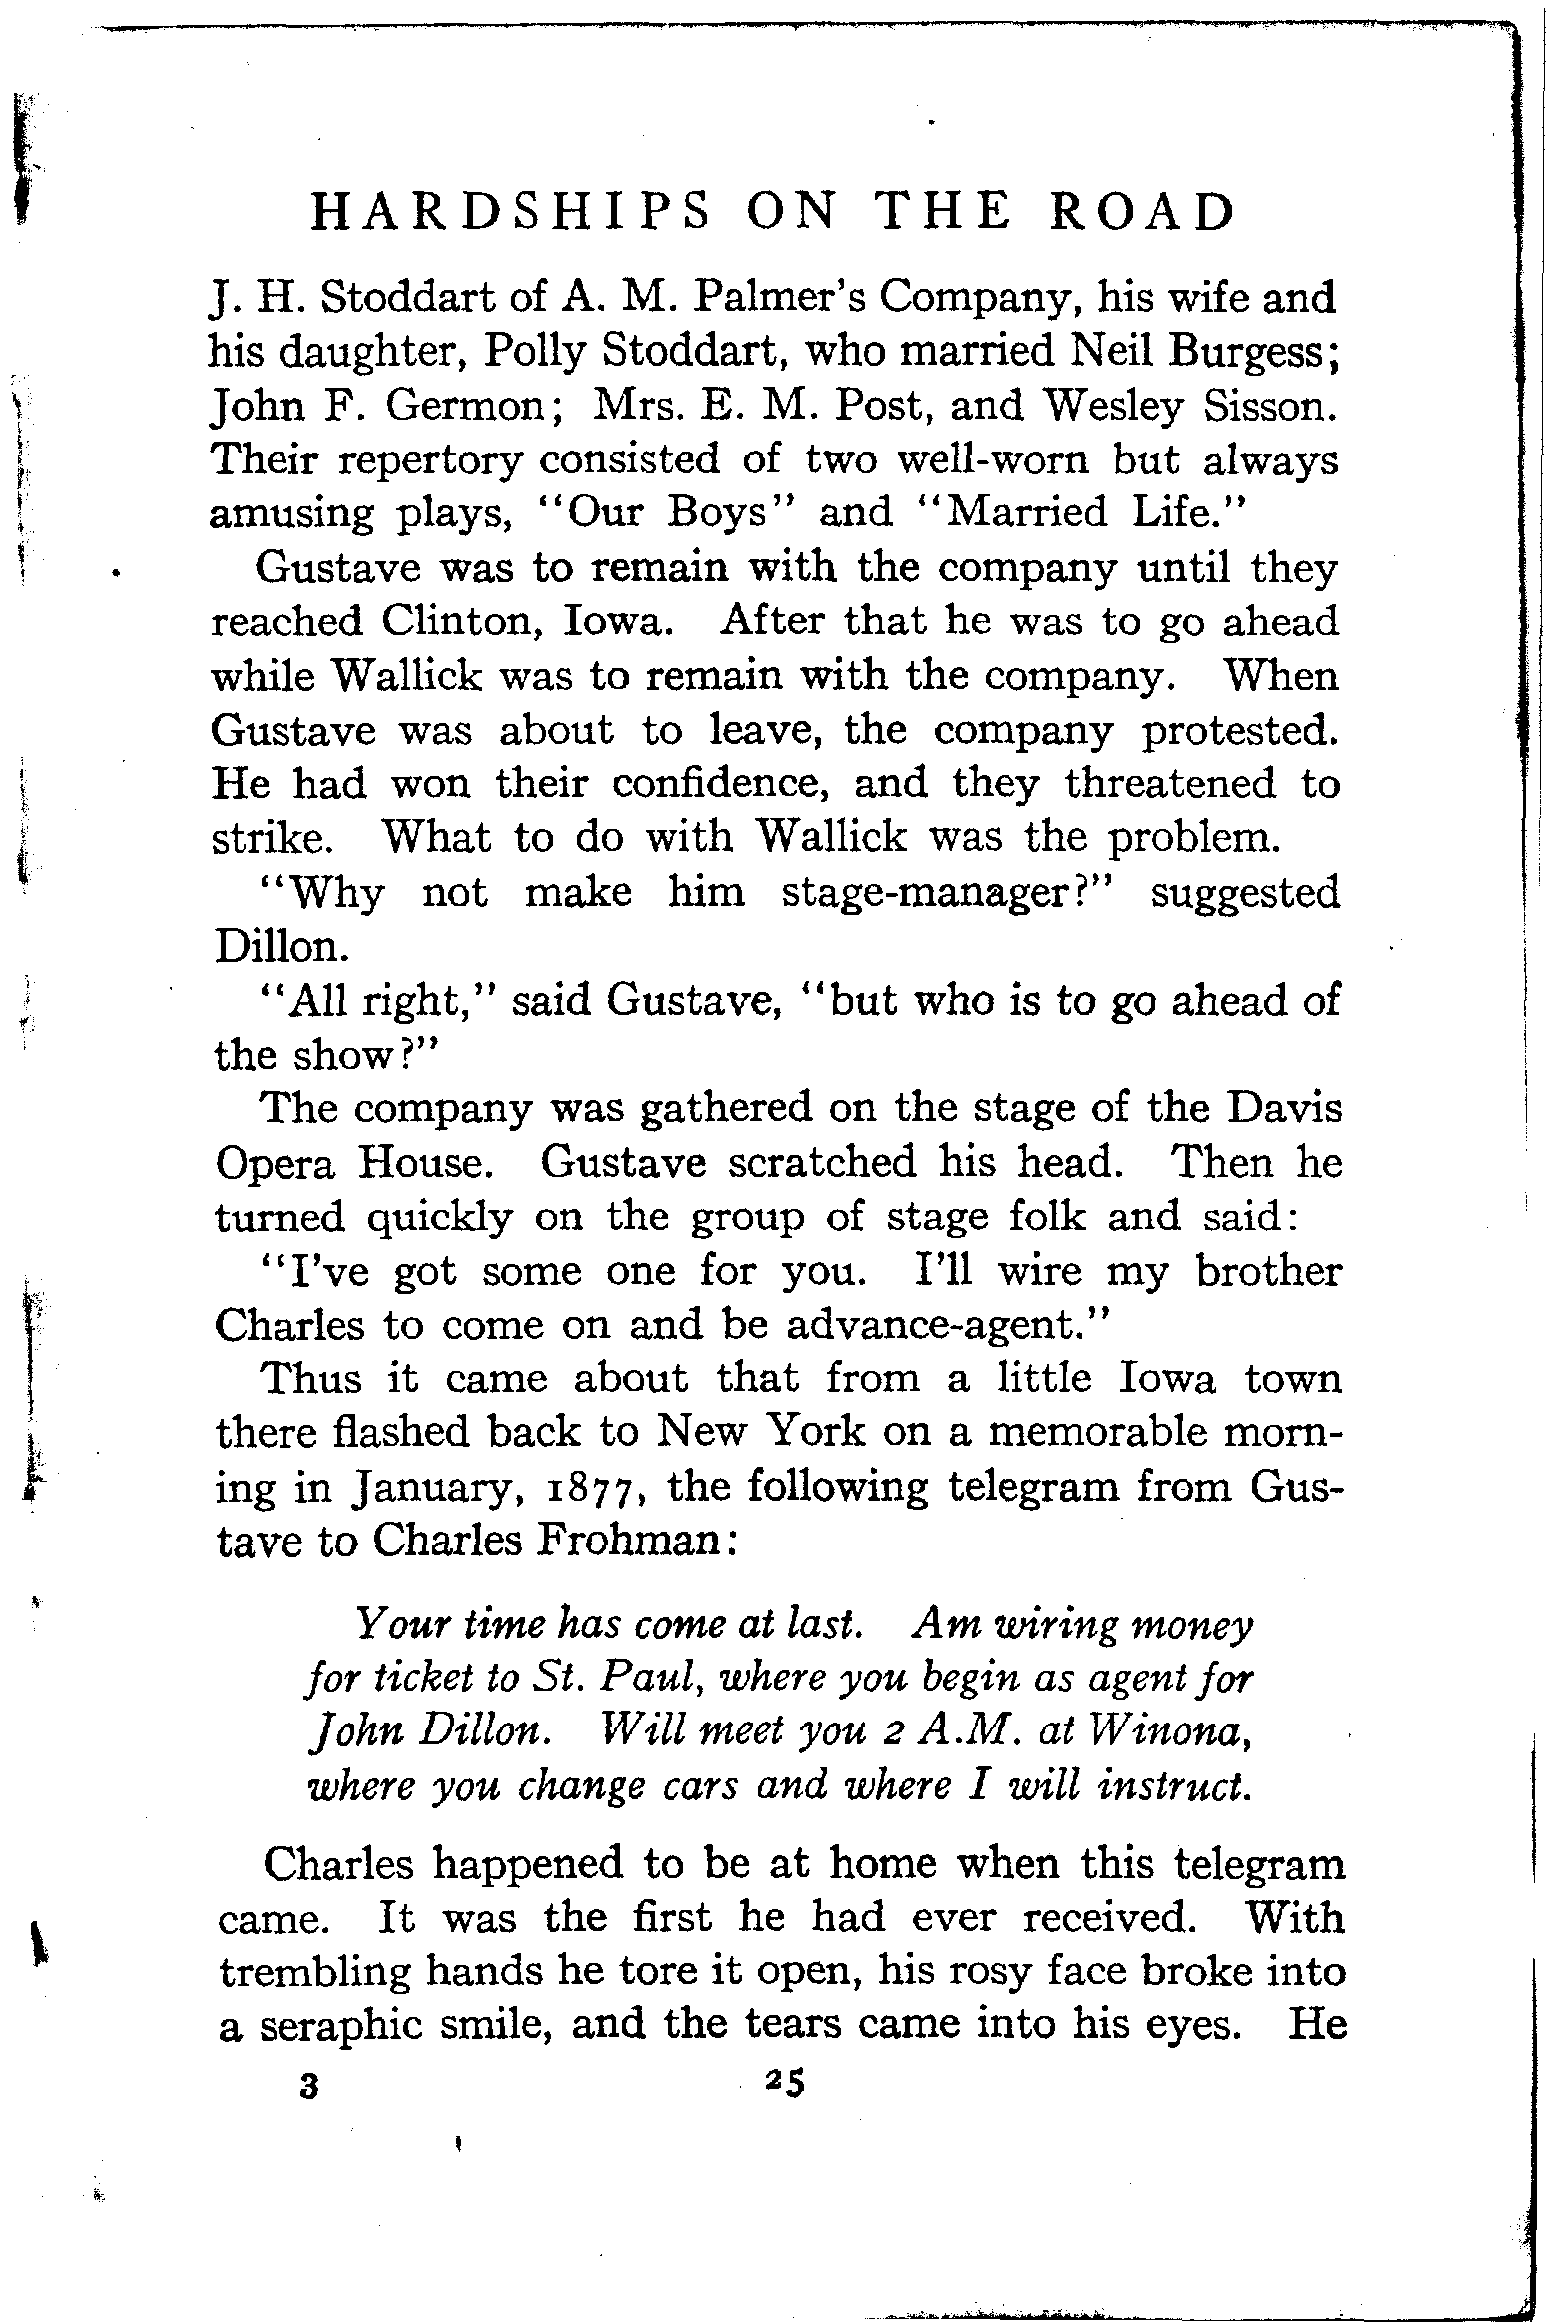 HARDSHIPS ON THE ROAD
J. H. Stoddart of A. M. Palmer's Company, his wife and
his daughter, Polly Stoddart, who married Neil Burgess;
John F. Germon; Mrs. E. M. Post, and Wesley Sisson.
Their repertory consisted of two well-worn but always
amusing plays, "Our Boys" and "Married Life."
Gustave was to remain with the company until they
reached Clinton, Iowa. After that he was to go ahead
while Wallick was to remain with the company. When
Gustave was about to leave, the company protested.
He had won their confidence, and they threatened to
strike. What to do with Wallick was the problem.
"Why not make him stage-manager?" suggested
Dillon.
"All right," said Gustave, "but who is to go ahead of
the show?"
The company was gathered on the stage of the Davis
Opera House. Gustave scratched his head. Then he
turned quickly on the group of stage folk and said:
"I've got some one for you. I'll wire my brother
Charles to come on and be advance-agent."
Thus it came about that from a little Iowa town
there flashed back to New York on a memorable morn-
ing in January, 1877, the following telegram from Gus-
tave to Charles Frohman:
Your time has come at last. Am wiring money
for ticket to St. Paul, where you begin as agent for
John Dillon. Will meet you 2 A.M. at Winona,
where you change cars and where I will instruct.
Charles happened to be at home when this telegram
came. It was the first he had ever received. With
trembling hands he tore it open, his rosy face broke into
a seraphic smile, and the tears came into his eyes. He
3 25